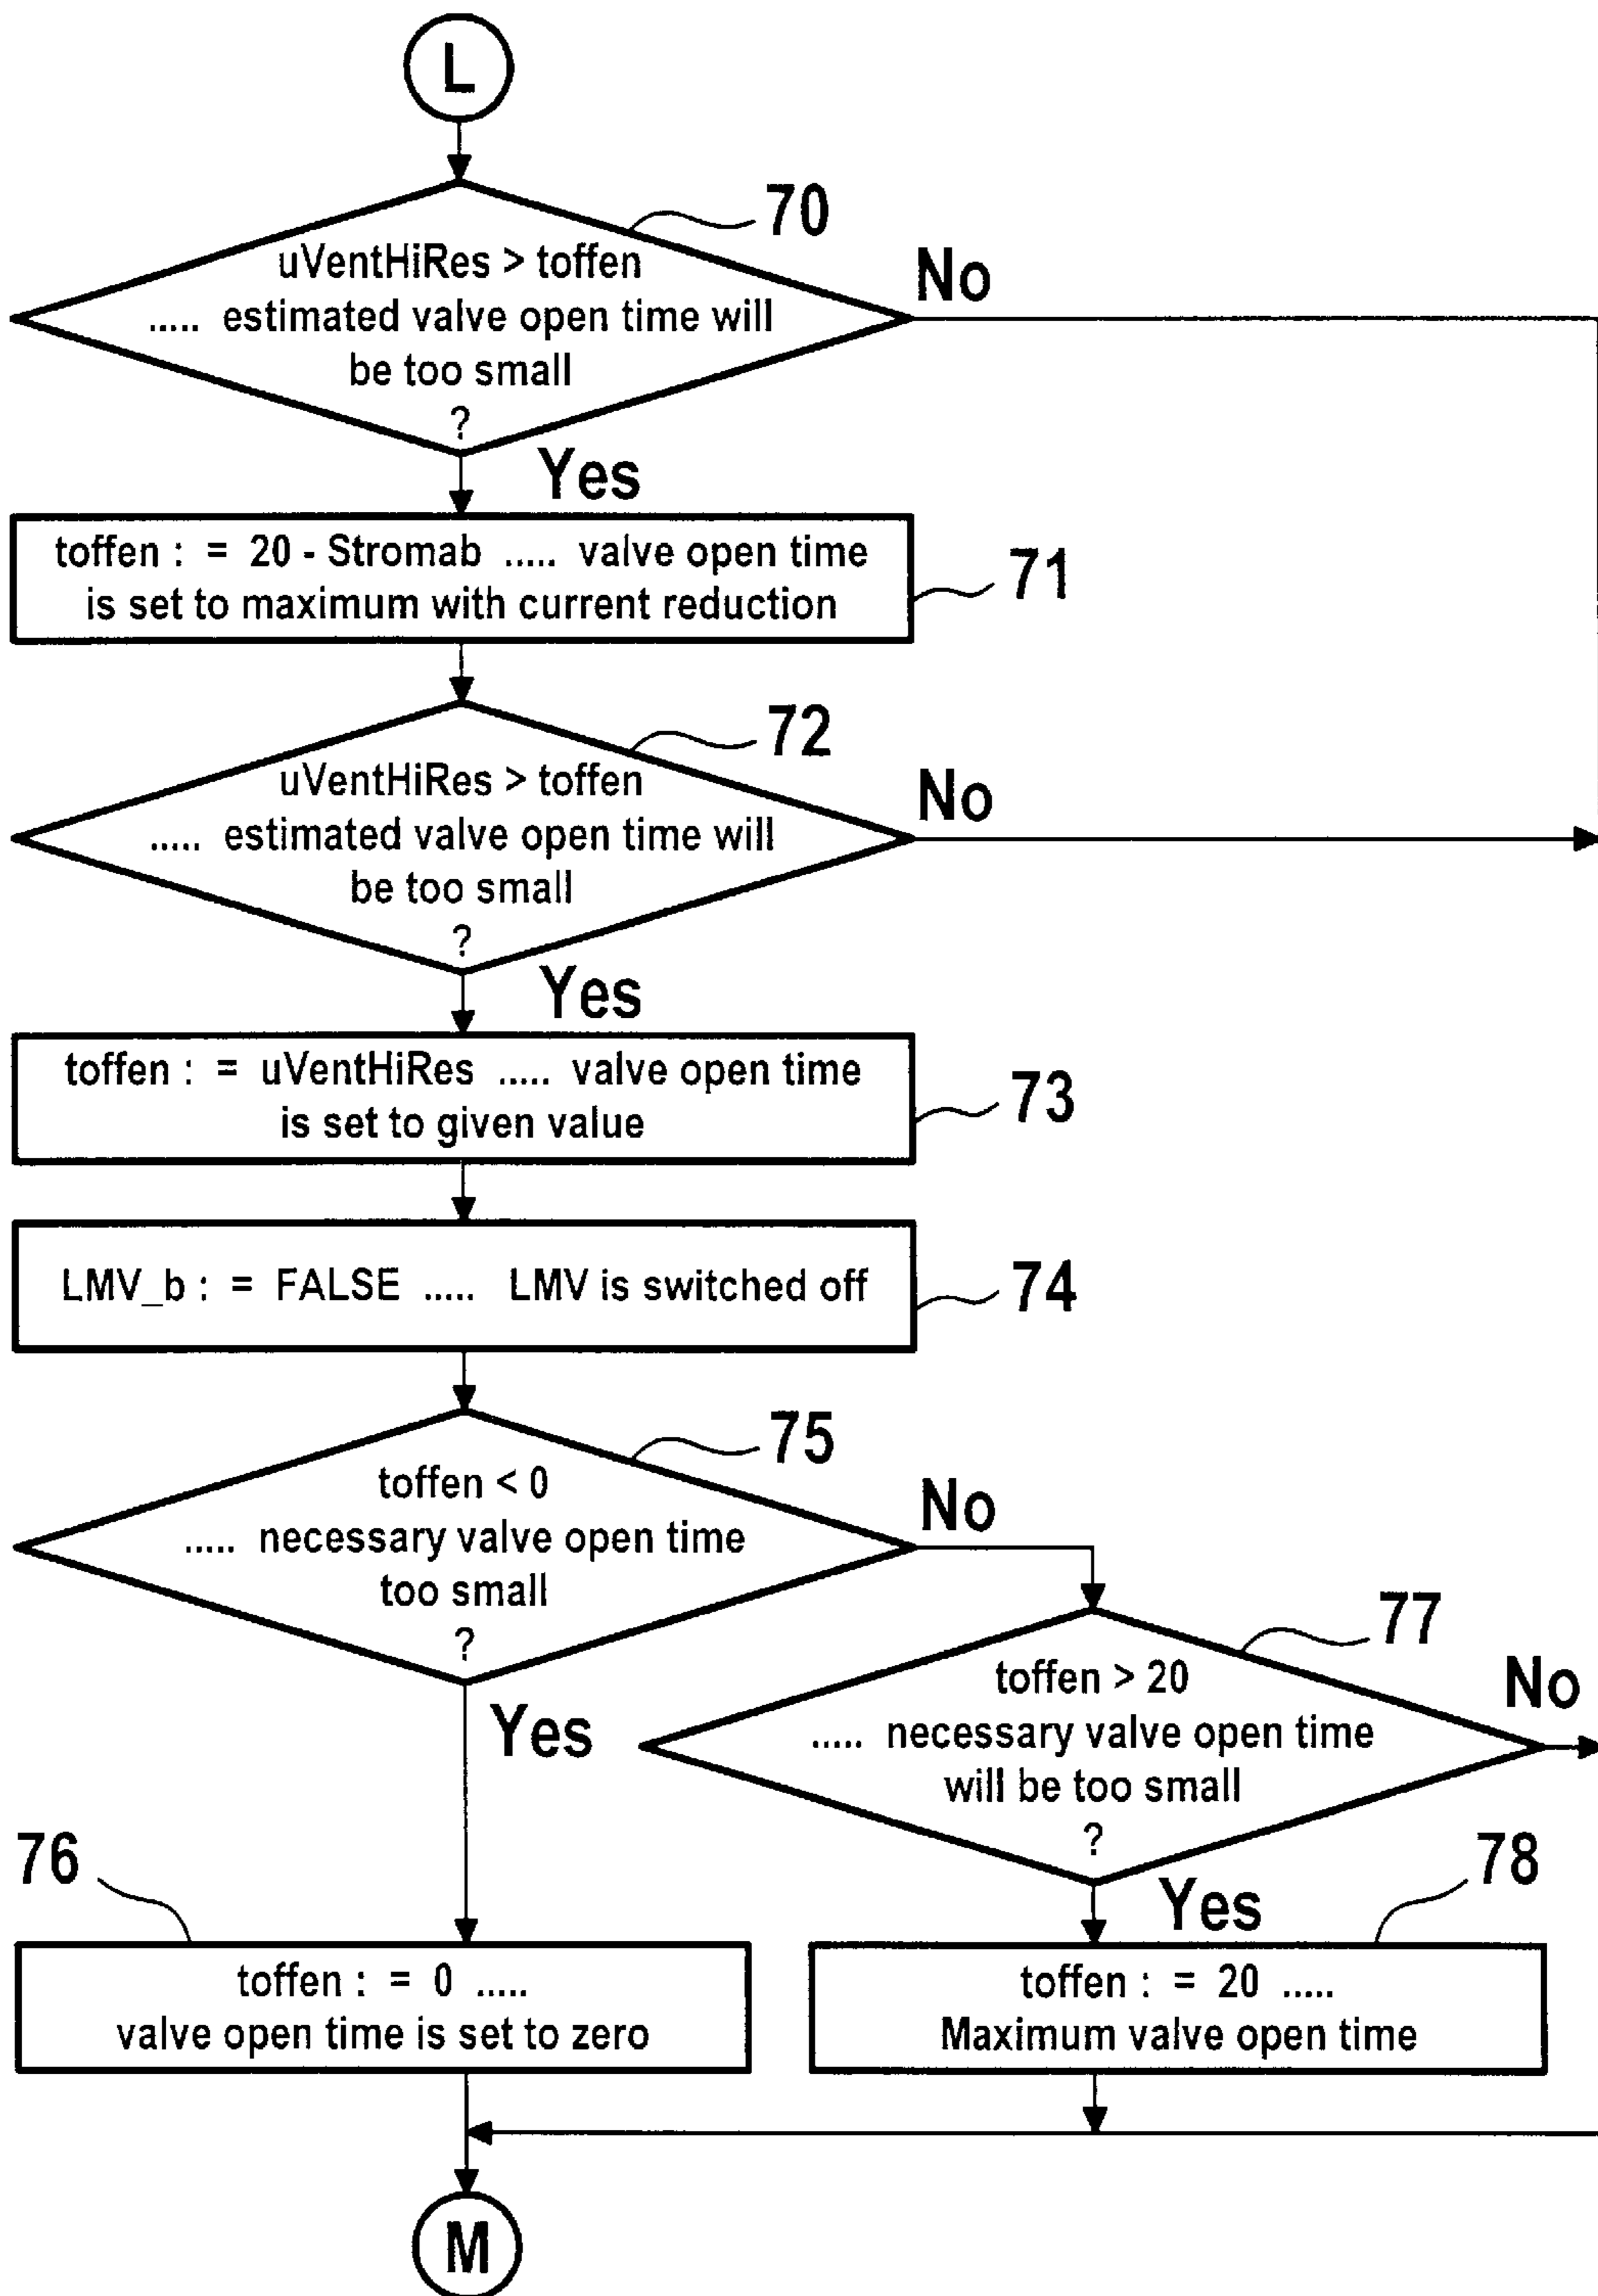 L
70
uVentHiRes > toffen
..... estimated valve open time will
be too small
?
No
Yes
toffen : = 20 - Stromab ..... valve open time
is set to maximum with current reduction
71
72
uVentHiRes > toffen
..... estimated valve open time will
be too small
?
No
Yes
toffen : = uVentHiRes ..... valve open time
is set to given value
73
LMV_b : = FALSE ..... LMV is switched off
74
75
toffen < 0
..... necessary valve open time
too small
?
No
Yes
77
toffen > 20
..... necessary valve open time
will be too small
?
No
Yes
76
toffen : = 0 .....
valve open time is set to zero
78
toffen : = 20 .....
Maximum valve open time
M